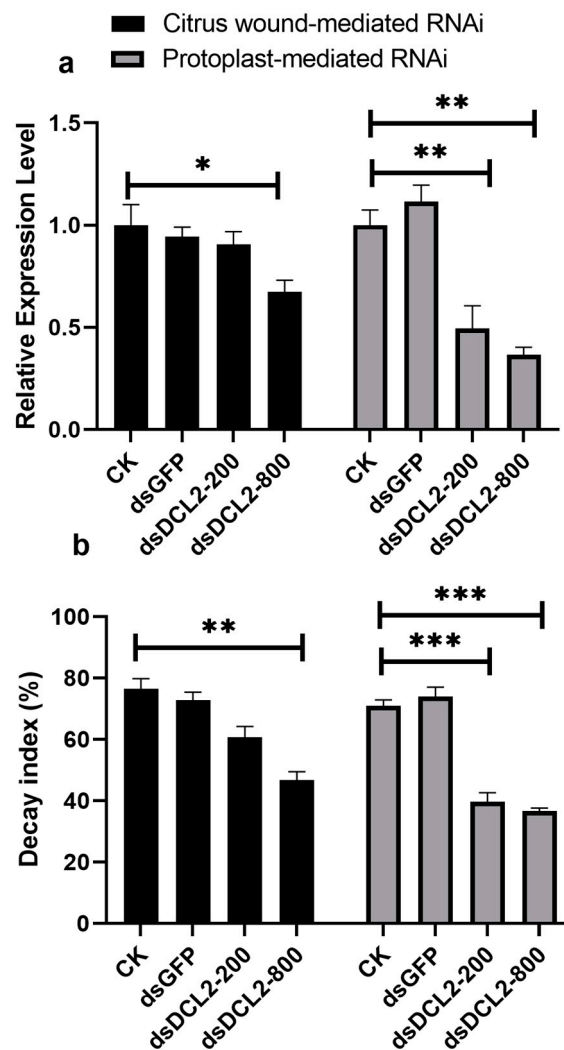 Citrus wound-mediated RNAi
Protoplast-mediated RNAi
a
Relative Expression Level
1.5
1.0
0.5
0.0
*
**
**
CK
dsGFP
dsDCL2-200
dsDCL2-800
CK
dsGFP
dsDCL2-200
dsDCL2-800
b
Decay index (%)
100
80
60
40
20
0
**
***
***
CK
dsGFP
dsDCL2-200
dsDCL2-800
CK
dsGFP
dsDCL2-200
dsDCL2-800